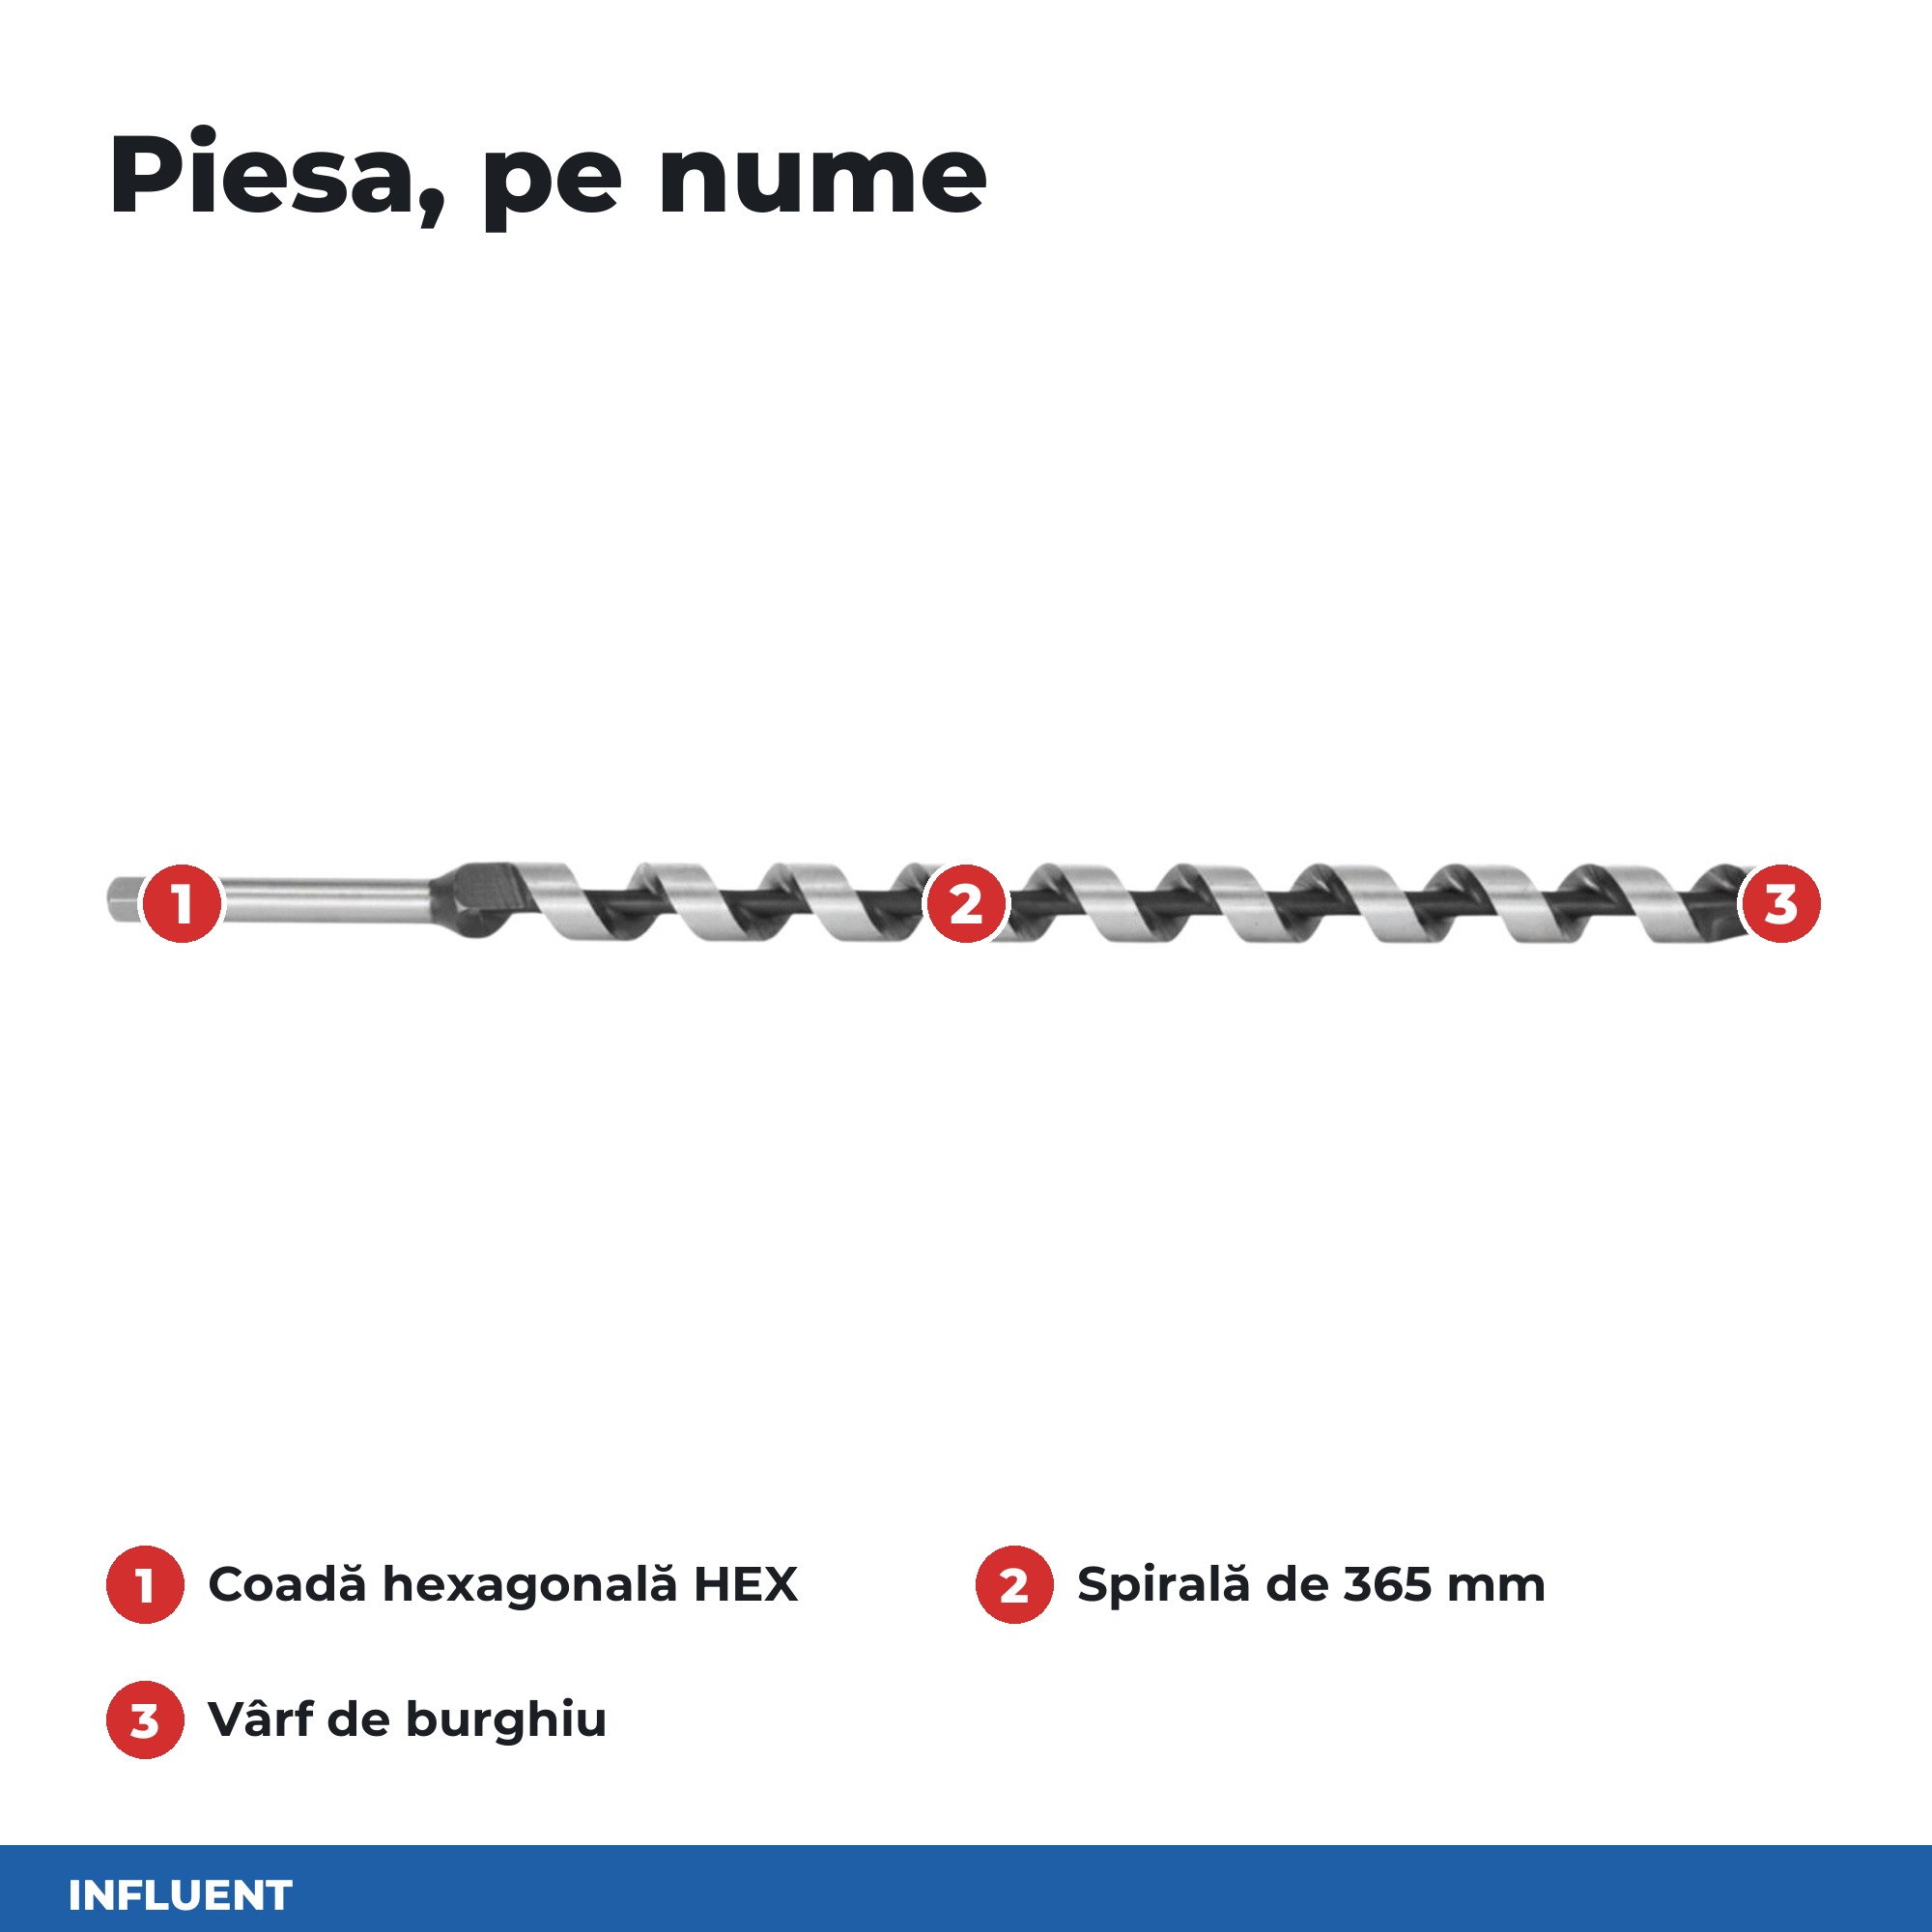 Piesa, pe nume
1 2 3
1 Coadă hexagonală HEX
2 Spirală de 365 mm
3 Vârf de burghiu
INFLUENT